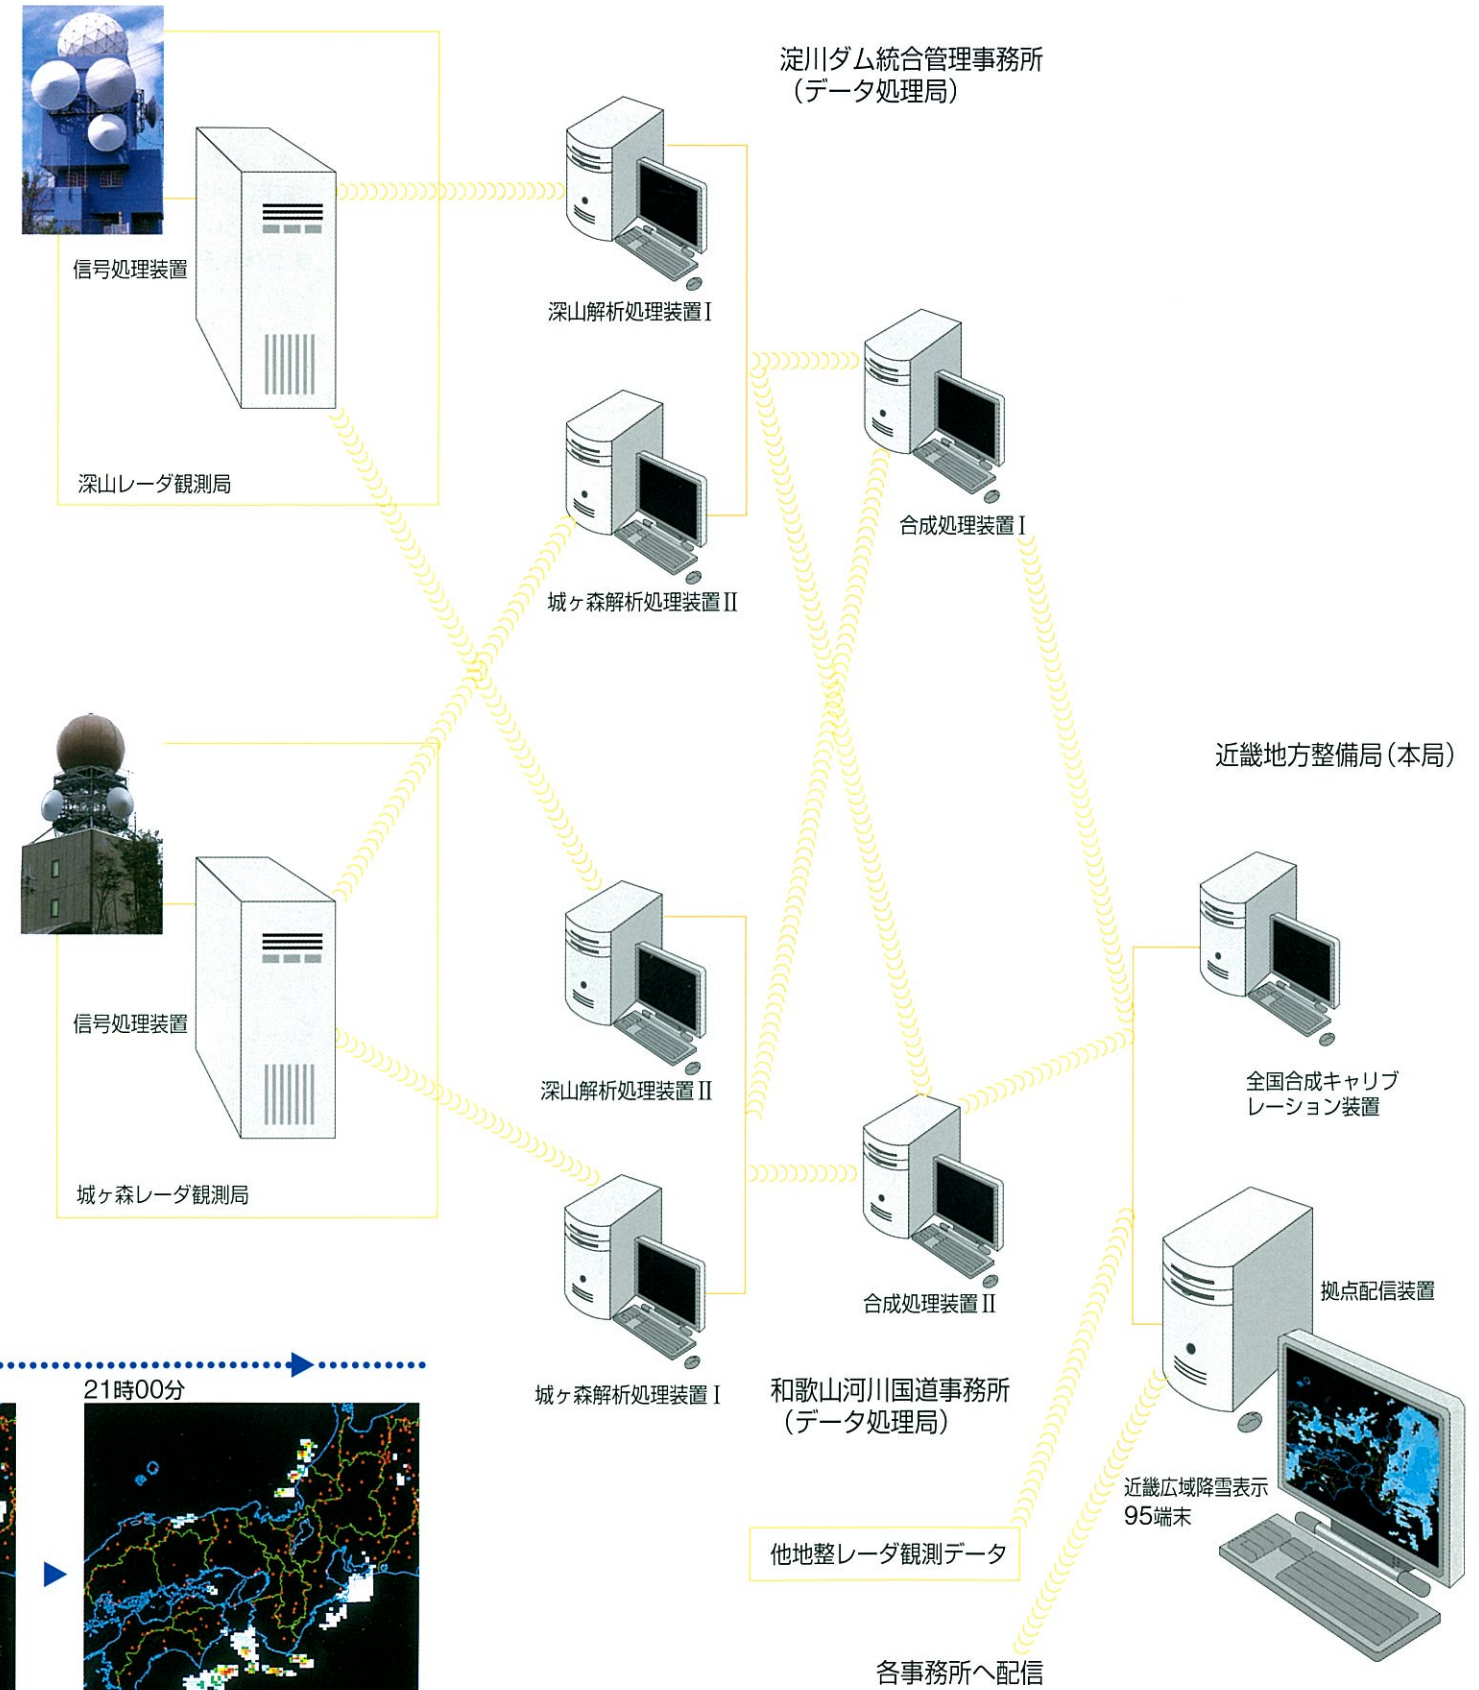 淀川ダム統合管理事務所
（データ処理局）
信号処理装置
深山解析処理装置Ⅰ
深山レーダ観測局
合成処理装置Ⅰ
城ヶ森解析処理装置Ⅱ
近畿地方整備局（本局）
信号処理装置
深山解析処理装置Ⅱ
全国合成キャリブ
レーション装置
城ヶ森レーダ観測局
合成処理装置Ⅱ
拠点配信装置
21時00分
城ヶ森解析処理装置Ⅰ
和歌山河川国道事務所
（データ処理局）
近畿広域降雪表示
95端末
他地整レーダ観測データ
各事務所へ配信